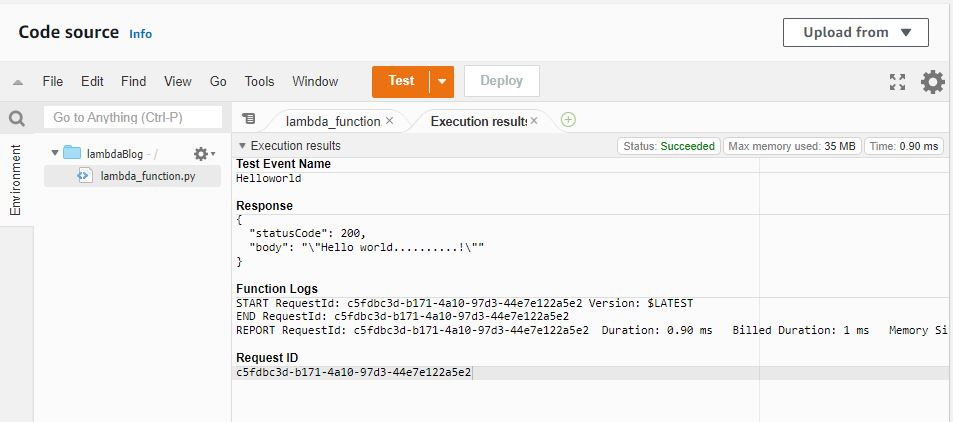 Code source Info
Upload from
File Edit Find View Go Tools Window Test Deploy
Go to Anything (Ctrl-P)
lambda_function
Execution results
Environment
lambdaBlog - /
lambda_function.py
Execution results
Status: Succeeded Max memory used: 35 MB Time: 0.90 ms
Test Event Name
Helloworld
Response
{
"statusCode": 200,
"body": "\"Hello world..........!\""
}
Function Logs
START RequestId: c5fdbc3d-b171-4a10-97d3-44e7e122a5e2 Version: $LATEST
END RequestId: c5fdbc3d-b171-4a10-97d3-44e7e122a5e2
REPORT RequestId: c5fdbc3d-b171-4a10-97d3-44e7e122a5e2 Duration: 0.90 ms Billed Duration: 1 ms Memory Si
Request ID
c5fdbc3d-b171-4a10-97d3-44e7e122a5e2